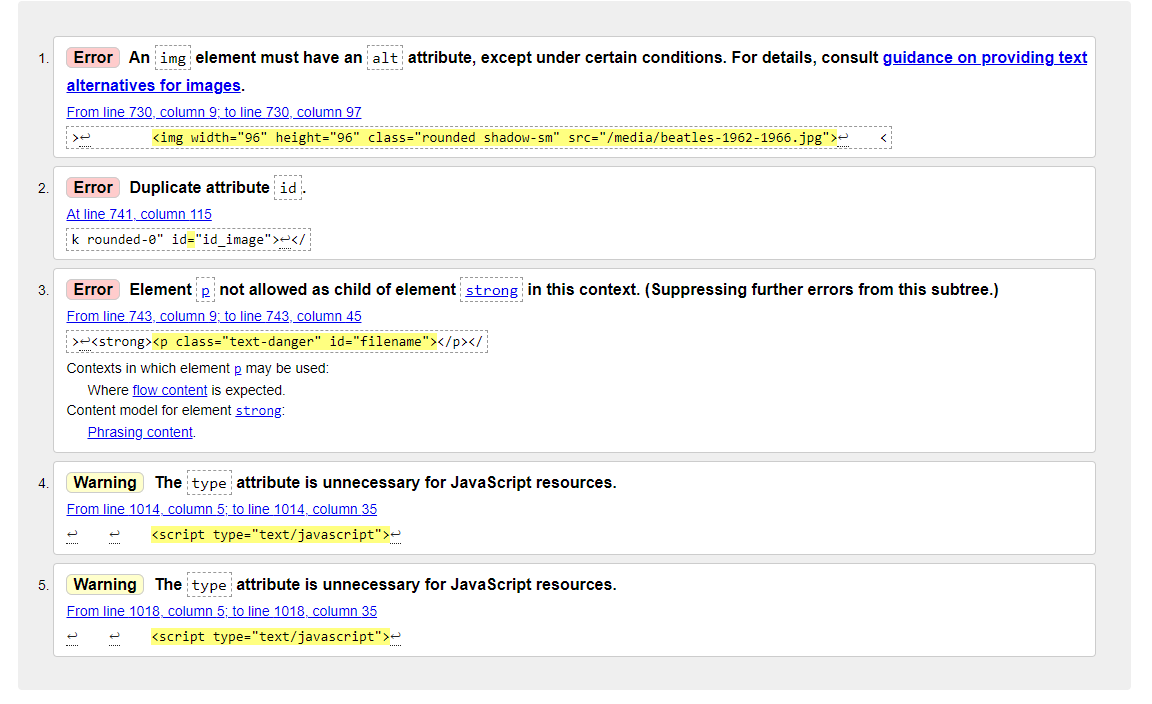 1. Error An img element must have an alt attribute, except under certain conditions. For details, consult guidance on providing text
alternatives for images.
From line 730, column 9; to line 730, column 97
>↩ <img width="96" height="96" class="rounded shadow-sm" src="/media/beatles-1962-1966.jpg">↩ <
2. Error Duplicate attribute id.
At line 741, column 115
k rounded-0" id="id_image">↩</
3. Error Element p not allowed as child of element strong in this context. (Suppressing further errors from this subtree.)
From line 743, column 9; to line 743, column 45
>↩<strong><p class="text-danger" id="filename"></p></
Contexts in which element p may be used:
Where flow content is expected.
Content model for element strong:
Phrasing content.
4. Warning The type attribute is unnecessary for JavaScript resources.
From line 1014, column 5; to line 1014, column 35
↩ ↩ <script type="text/javascript">↩
5. Warning The type attribute is unnecessary for JavaScript resources.
From line 1018, column 5; to line 1018, column 35
↩ ↩ <script type="text/javascript">↩